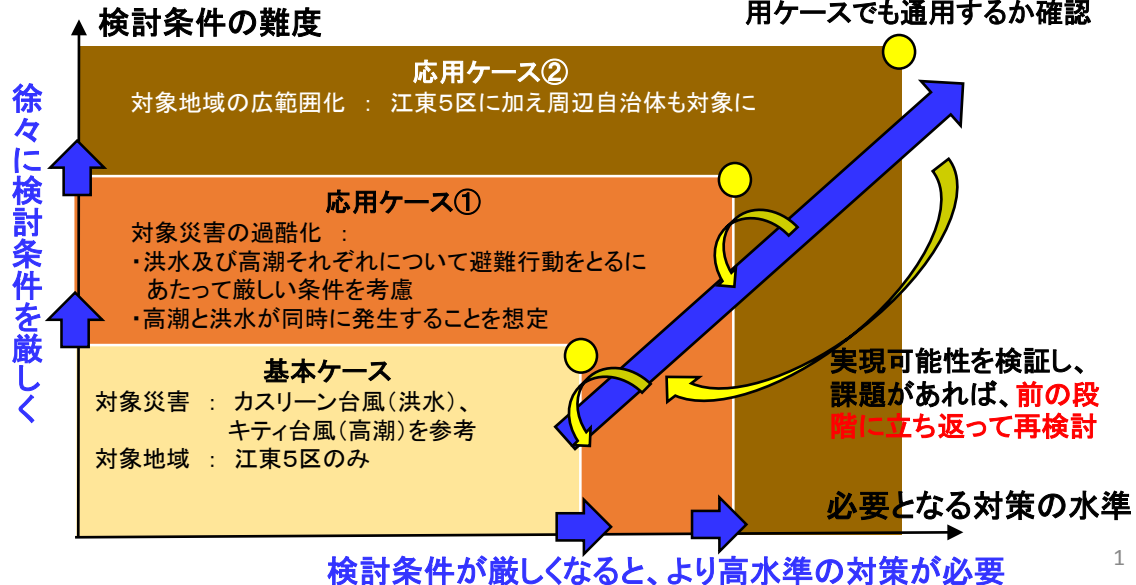 用ケースでも通用するか確認
検討条件の難度
徐々に検討条件を厳しく
応用ケース②
対象地域の広範囲化 : 江東5区に加え周辺自治体も対象に
応用ケース①
対象災害の過酷化 :
・洪水及び高潮それぞれについて避難行動をとるに
あたって厳しい条件を考慮
・高潮と洪水が同時に発生することを想定
基本ケース
対象災害 : カスリーン台風(洪水)、
キティ台風(高潮)を参考
対象地域 : 江東5区のみ
実現可能性を検証し、
課題があれば、前の段
階に立ち返って再検討
必要となる対策の水準
検討条件が厳しくなると、より高水準の対策が必要
1